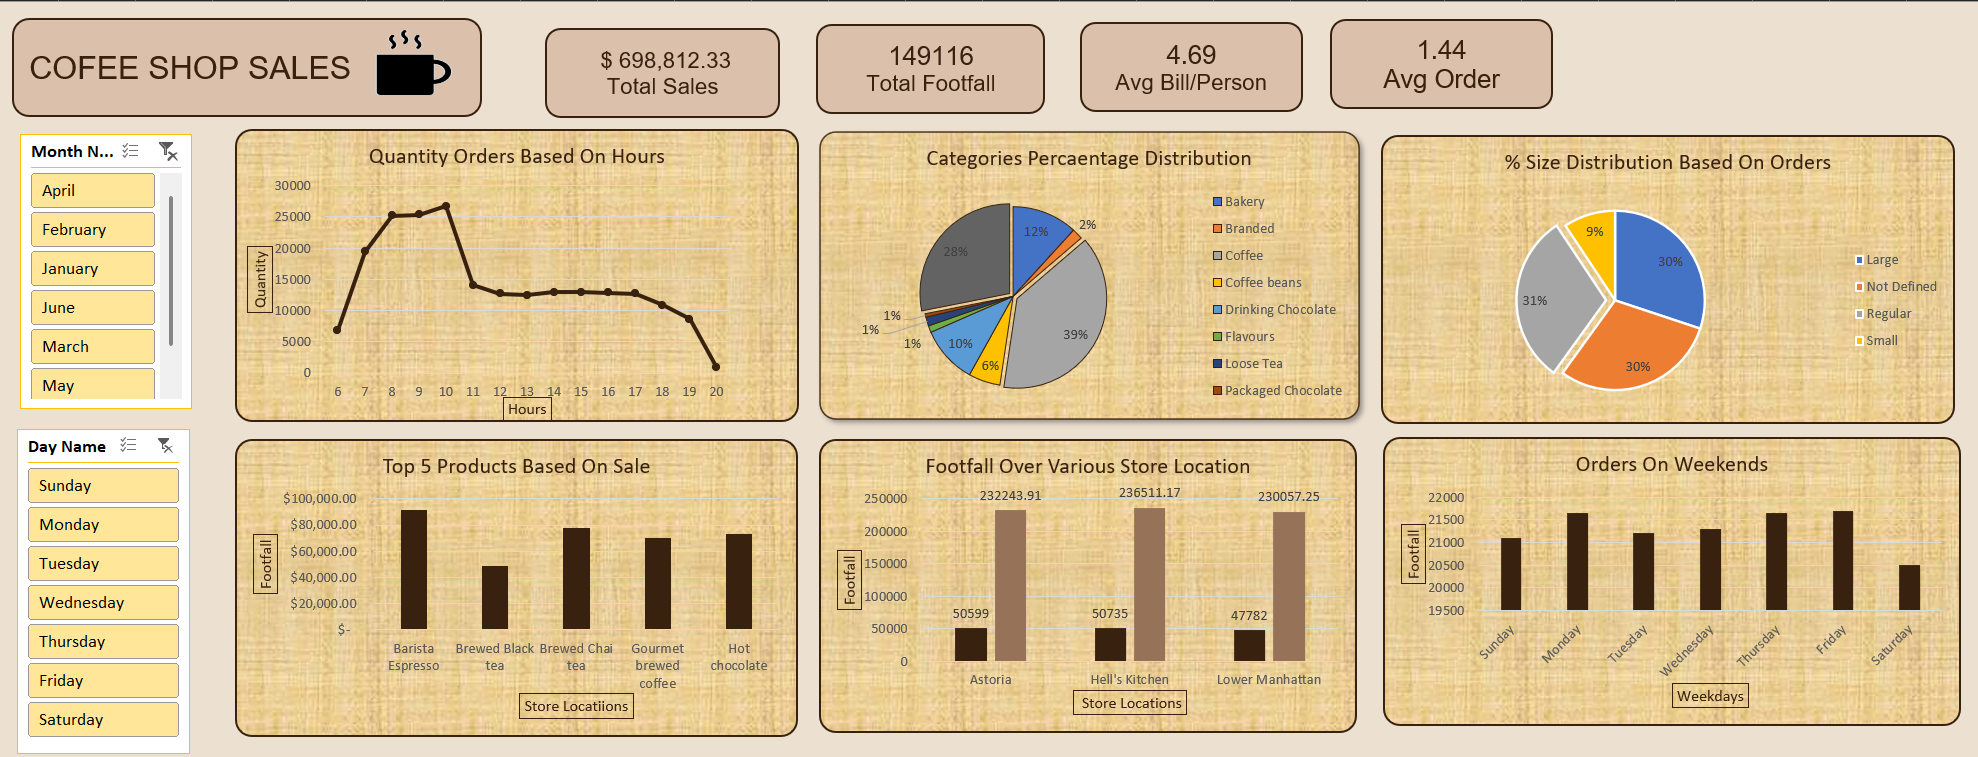 COFEE SHOP SALES
$ 698,812.33
Total Sales
149116
Total Footfall
4.69
Avg Bill/Person
1.44
Avg Order
Month N...
April
February
January
June
March
May
Day Name
Sunday
Monday
Tuesday
Wednesday
Thursday
Friday
Saturday
Quantity Orders Based On Hours
Quantity
30000
25000
20000
15000
10000
5000
0
6 7 8 9 10 11 12 13 14 15 16 17 18 19 20
Hours
Categories Percaentage Distribution
12%
2%
39%
6%
10%
1%
1%
1%
28%
Bakery
Branded
Coffee
Coffee beans
Drinking Chocolate
Flavours
Loose Tea
Packaged Chocolate
% Size Distribution Based On Orders
30%
30%
31%
9%
Large
Not Defined
Regular
Small
Top 5 Products Based On Sale
Footfall
$100,000.00
$80,000.00
$60,000.00
$40,000.00
$20,000.00
$-
Barista
Espresso
Brewed Black
tea
Brewed Chai
tea
Gourmet
brewed
coffee
Hot
chocolate
Store Locatiions
Footfall Over Various Store Location
Footfall
250000
200000
150000
100000
50000
0
50599
232243.91
50735
236511.17
47782
230057.25
Astoria
Hell's Kitchen
Lower Manhattan
Store Locations
Orders On Weekends
Footfall
22000
21500
21000
20500
20000
19500
Sunday
Monday
Tuesday
Wednesday
Thursday
Friday
Saturday
Weekdays